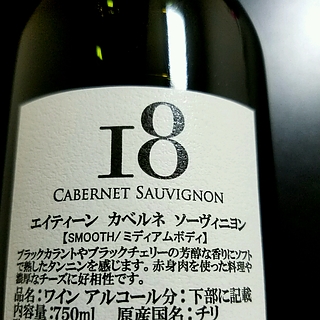 18
CABERNET SAUVIGNON
エイティーン カベルネ ソーヴィニヨン
【SMOOTH/ミディアムボディ】
ブラックカラントやブラックチェリーの芳醇な香りにソフト
で熟したタンニンを感じます。赤身肉を使った料理や
濃厚なチーズに好相性です。
品名:ワイン アルコール分:下部に記載
内容量:750ml 原産国名:チリ